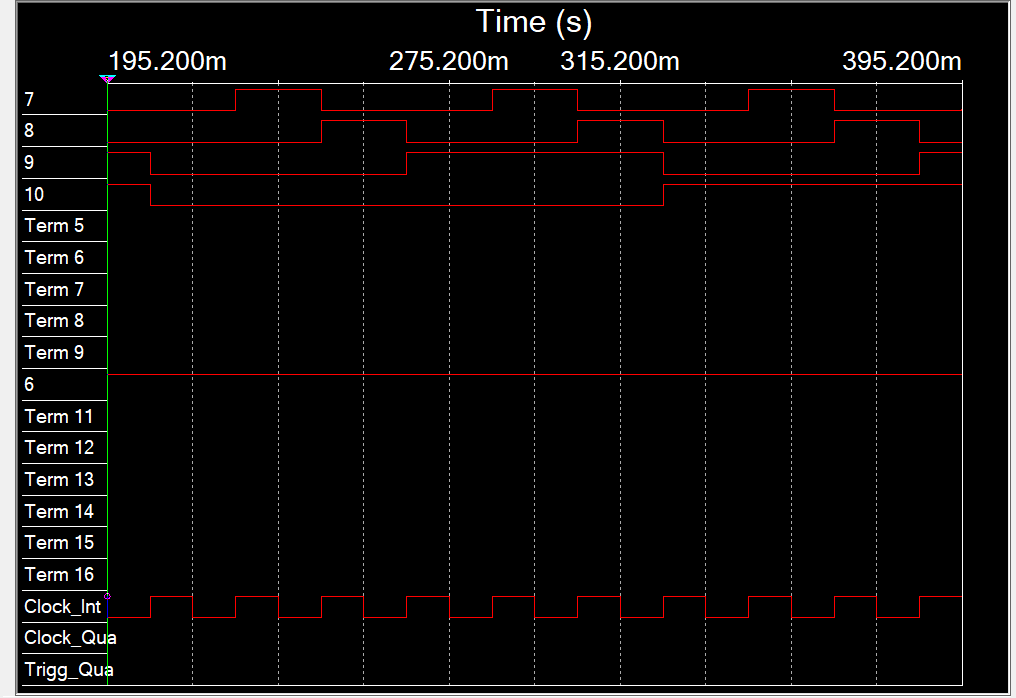 Time (s)
195.200m 275.200m 315.200m 395.200m
7
8
9
10
Term 5
Term 6
Term 7
Term 8
Term 9
6
Term 11
Term 12
Term 13
Term 14
Term 15
Term 16
Clock_Int
Clock_Qua
Trigg_Qua